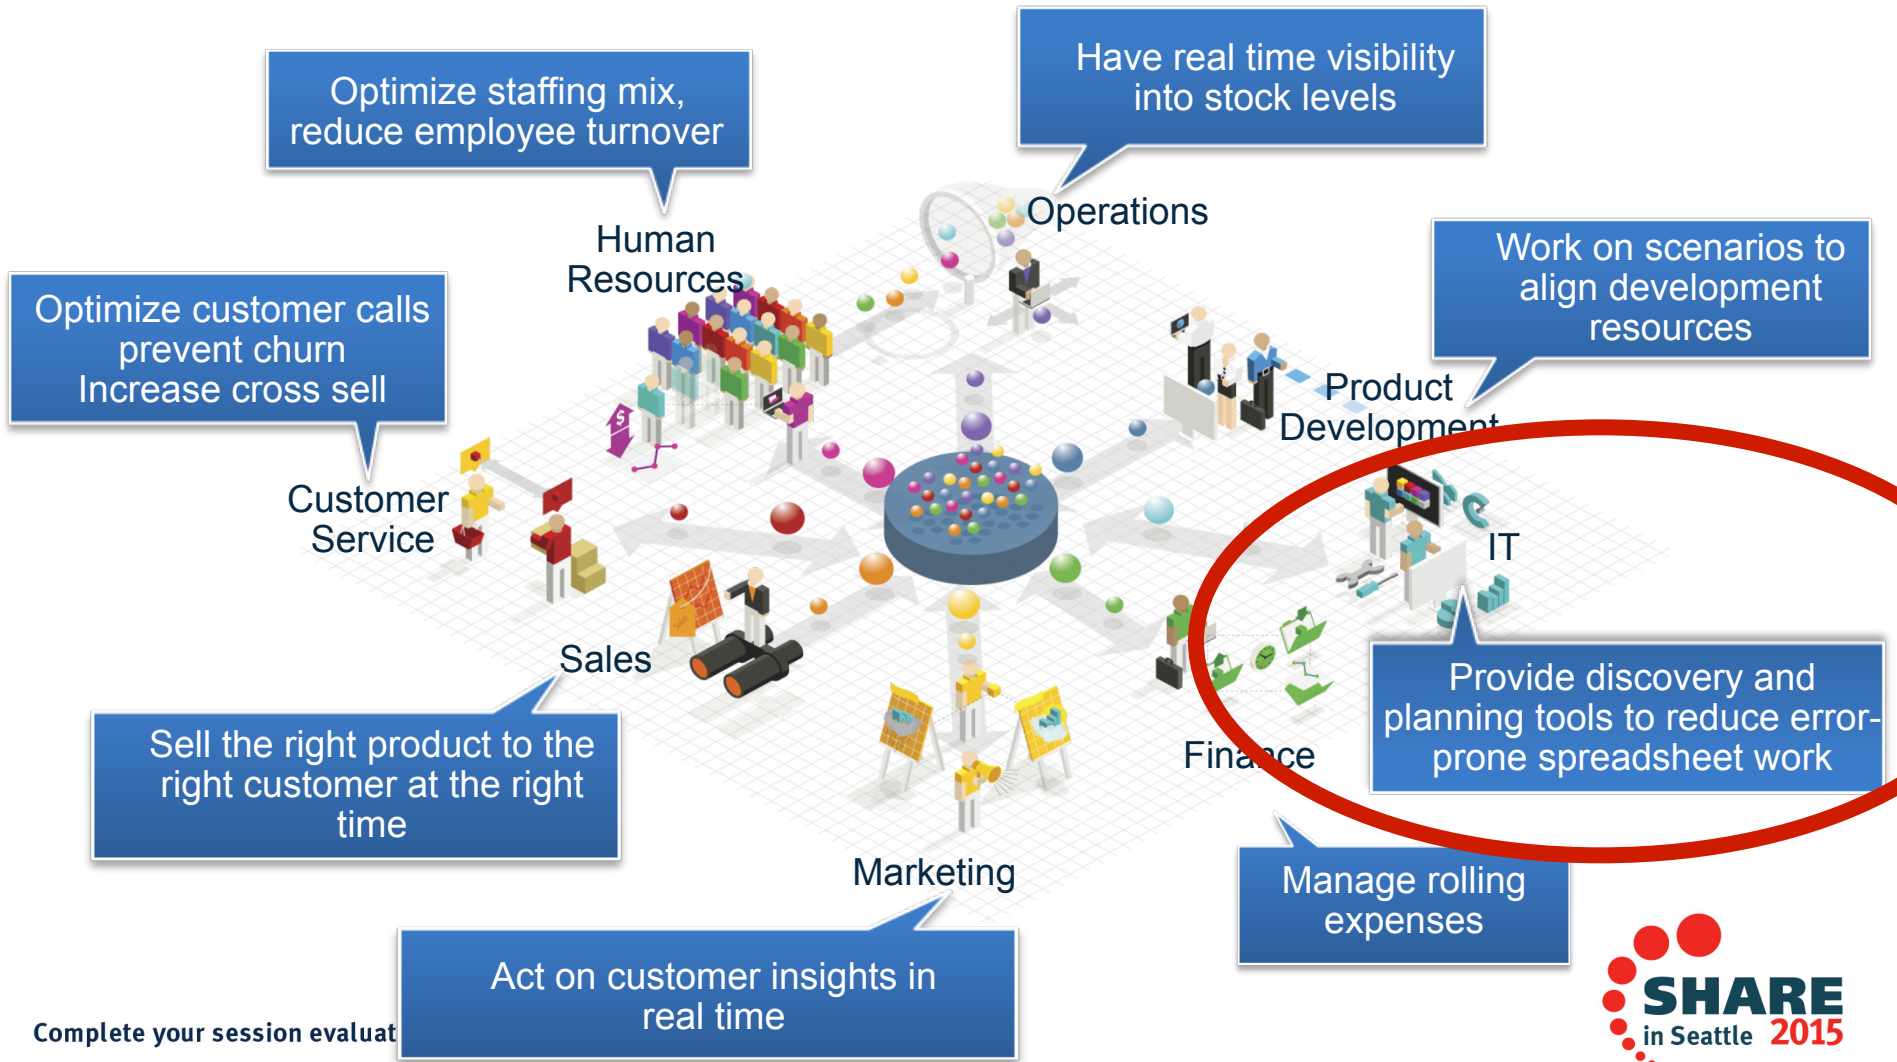 Optimize staffing mix,
reduce employee turnover
Have real time visibility
into stock levels
Human
Resources
Operations
Work on scenarios to
align development
resources
Optimize customer calls
prevent churn
Increase cross sell
Product
Development
$
Customer
Service
IT
Sales
Provide discovery and
planning tools to reduce error-
prone spreadsheet work
Sell the right product to the
right customer at the right
time
Finance
Marketing
Manage rolling
expenses
Act on customer insights in
real time
Complete your session evaluat
SHARE
in Seattle 2015